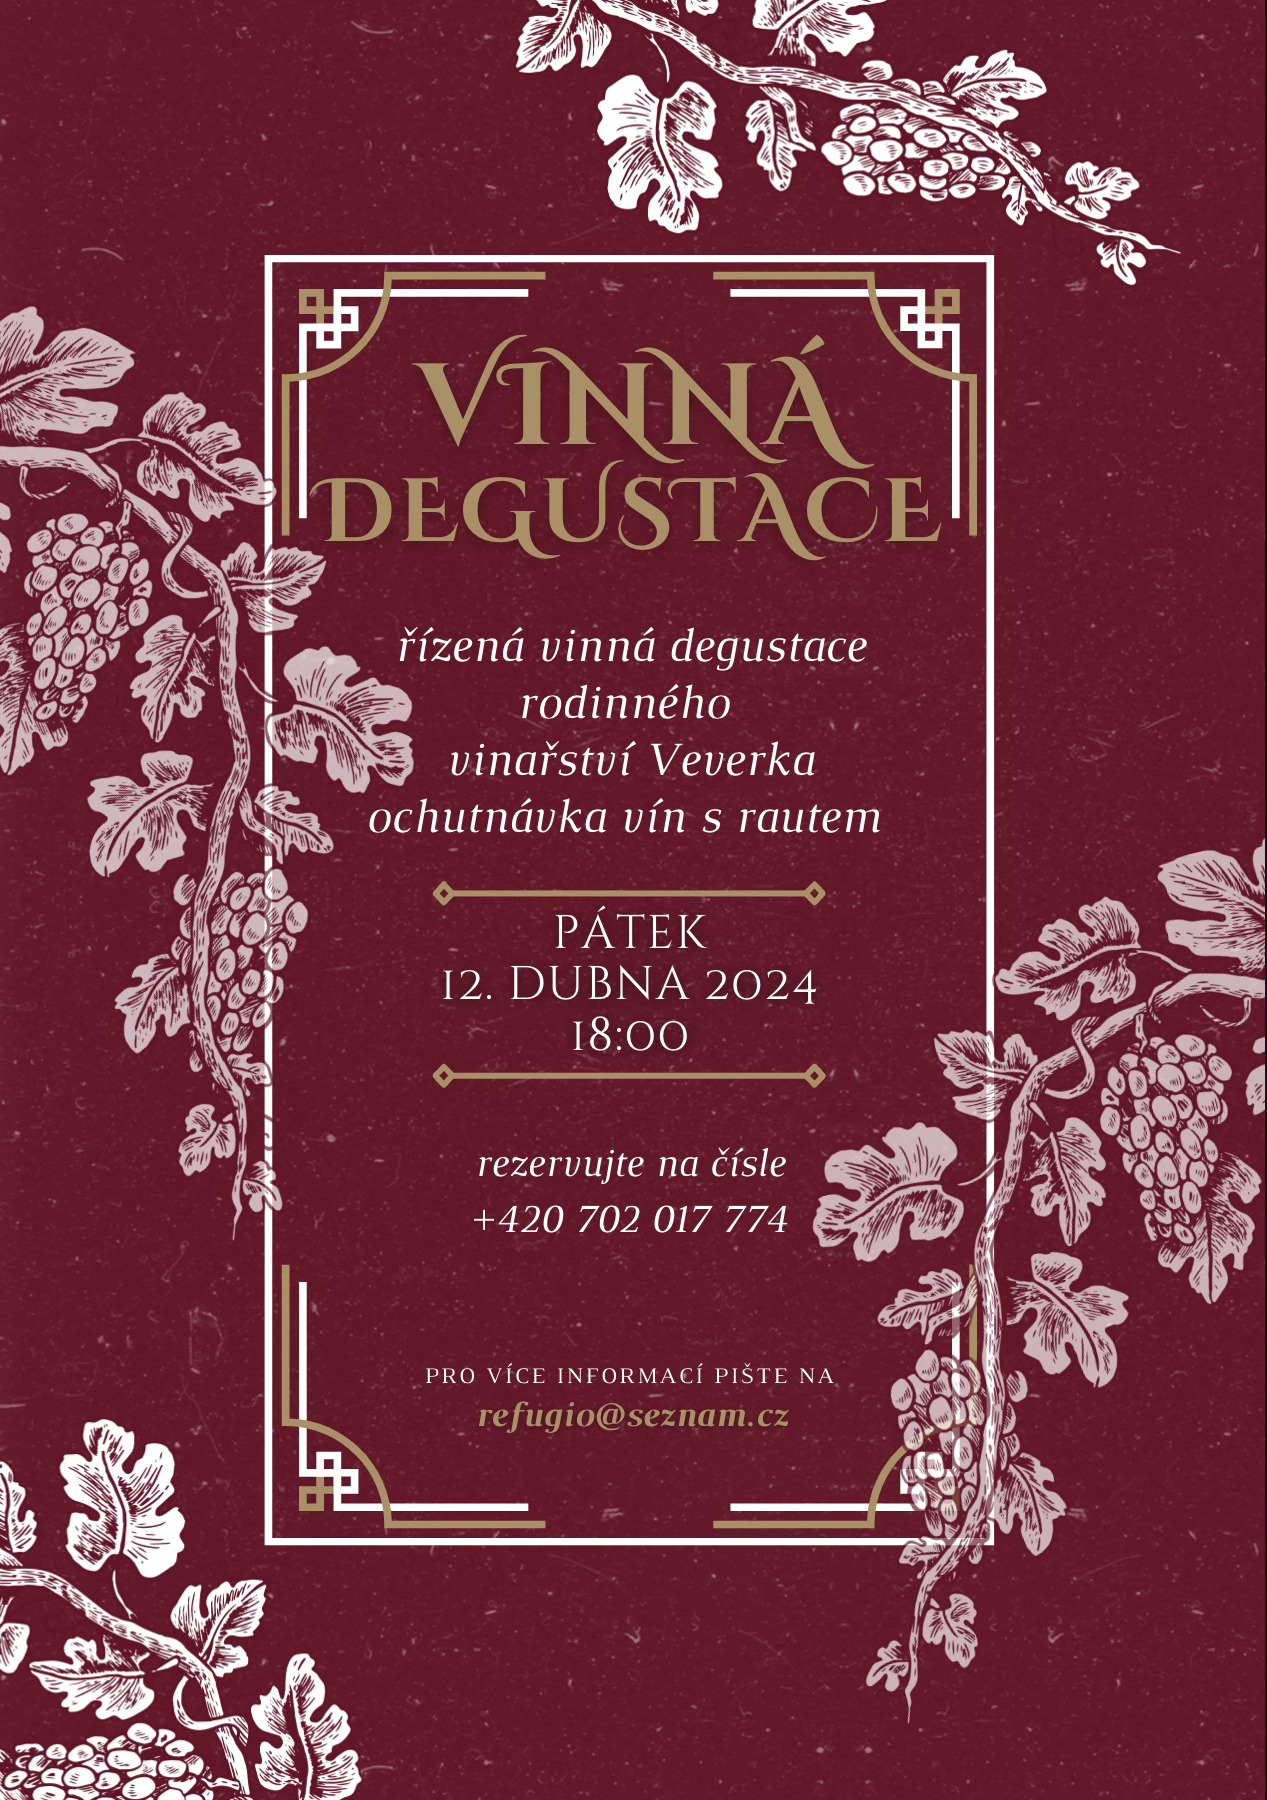 VINNÁ
DEGUSTACE
řízená vinná degustace
rodinného
vinařství Veverka
ochutnávka vín s rautem
PÁTEK
12. DUBNA 2024
18:00
rezervujte na čísle
+420 702 017 774
PRO VÍCE INFORMACÍ PIŠTE NA
refugio@seznam.cz